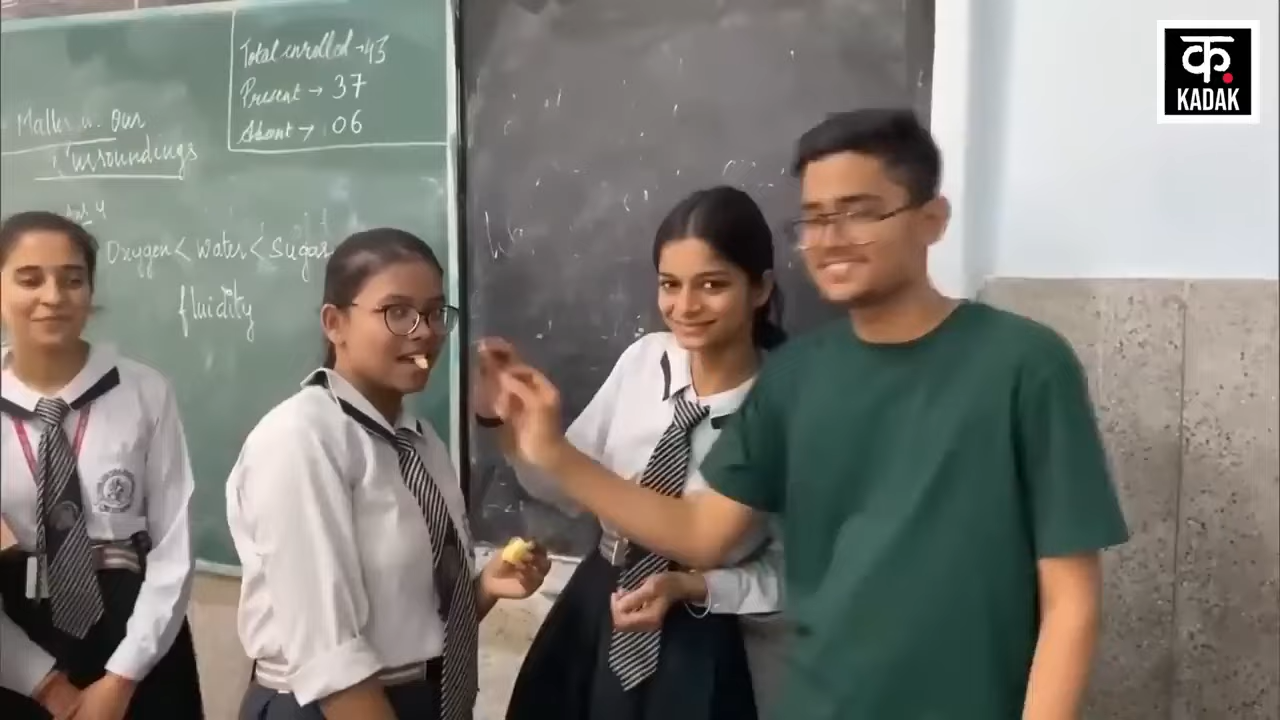 Total enrolled → 43
Present → 37
Absent → 06
Our
Surroundings
Oxygen < water < Sugar
fluidity
क.
KADAK